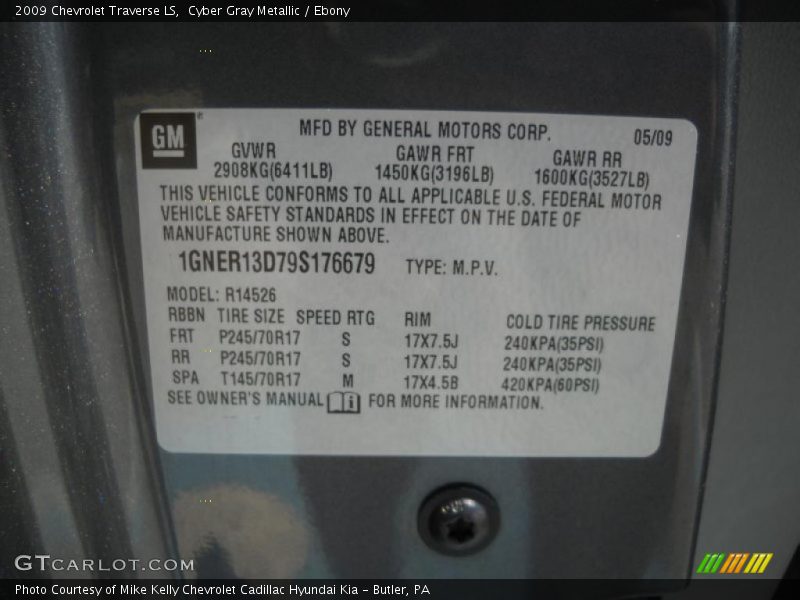 2009 Chevrolet Traverse LS,  Cyber Gray Metallic / Ebony
GM
MFD BY GENERAL MOTORS CORP.
05/09
GVWR GAWR FRT GAWR RR
2908KG(6411LB) 1450KG(3196LB) 1600KG(3527LB)
THIS VEHICLE CONFORMS TO ALL APPLICABLE U.S. FEDERAL MOTOR
VEHICLE SAFETY STANDARDS IN EFFECT ON THE DATE OF
MANUFACTURE SHOWN ABOVE.
1GNER13D79S176679 TYPE: M.P.V.
MODEL: R14526
RBBN TIRE SIZE SPEED RTG RIM COLD TIRE PRESSURE
FRT P245/70R17 S 17X7.5J 240KPA(35PSI)
RR P245/70R17 S 17X7.5J 240KPA(35PSI)
SPA T145/70R17 M 17X4.5B 420KPA(60PSI)
SEE OWNER'S MANUAL FOR MORE INFORMATION.
GTCARLOT.COM
Photo Courtesy of Mike Kelly Chevrolet Cadillac Hyundai Kia – Butler, PA